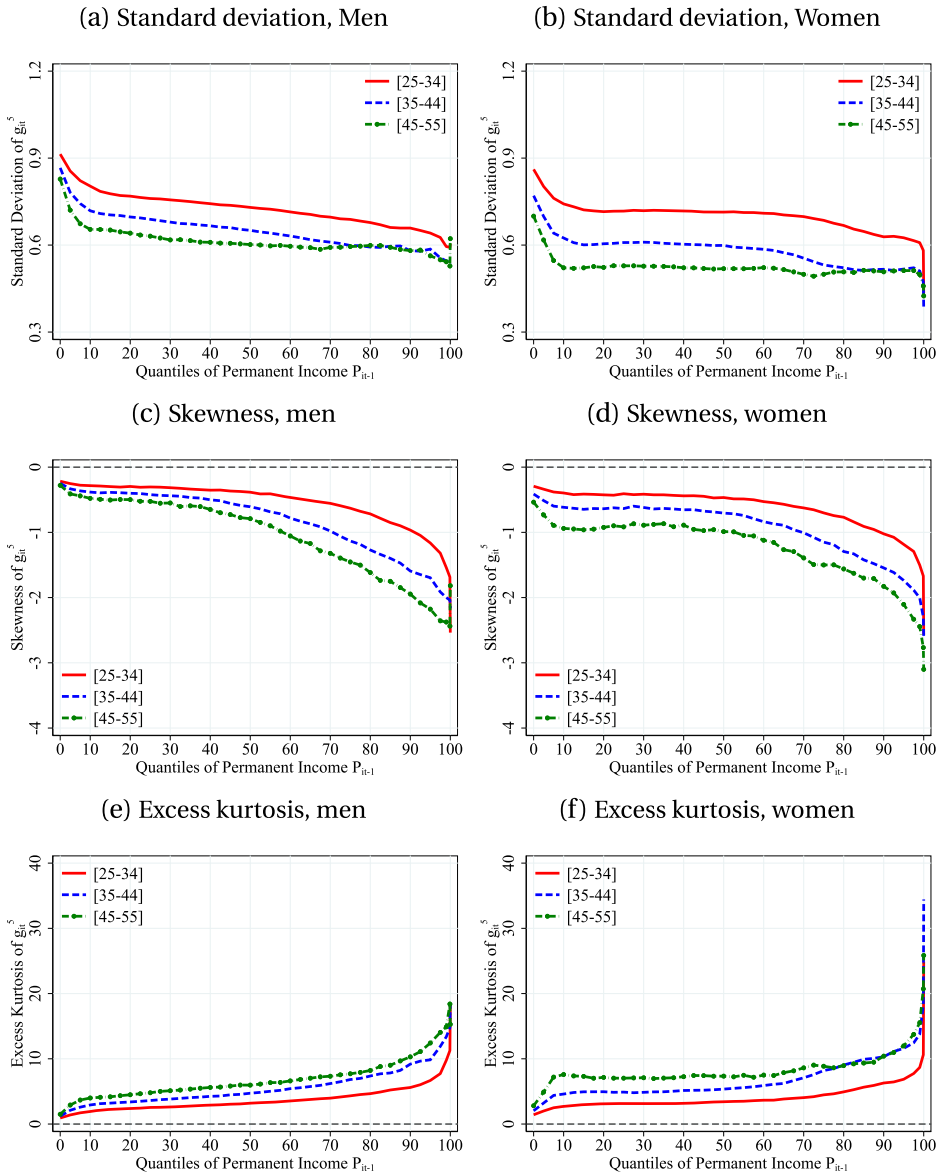 (a) Standard deviation, Men
(b) Standard deviation, Women
Standard Deviation of g_it^5
0.3 0.6 0.9 1.2
[25-34]
[35-44]
[45-55]
0 10 20 30 40 50 60 70 80 90 100
Quantiles of Permanent Income P_it-1
Standard Deviation of g_it^5
0.3 0.6 0.9 1.2
[25-34]
[35-44]
[45-55]
0 10 20 30 40 50 60 70 80 90 100
Quantiles of Permanent Income P_it-1
(c) Skewness, men
(d) Skewness, women
Skewness of g_it^5
-4 -3 -2 -1 0
[25-34]
[35-44]
[45-55]
0 10 20 30 40 50 60 70 80 90 100
Quantiles of Permanent Income P_it-1
Skewness of g_it^5
-4 -3 -2 -1 0
[25-34]
[35-44]
[45-55]
0 10 20 30 40 50 60 70 80 90 100
Quantiles of Permanent Income P_it-1
(e) Excess kurtosis, men
(f) Excess kurtosis, women
Excess Kurtosis of g_it^5
0 10 20 30 40
[25-34]
[35-44]
[45-55]
0 10 20 30 40 50 60 70 80 90 100
Quantiles of Permanent Income P_it-1
Excess Kurtosis of g_it^5
0 10 20 30 40
[25-34]
[35-44]
[45-55]
0 10 20 30 40 50 60 70 80 90 100
Quantiles of Permanent Income P_it-1